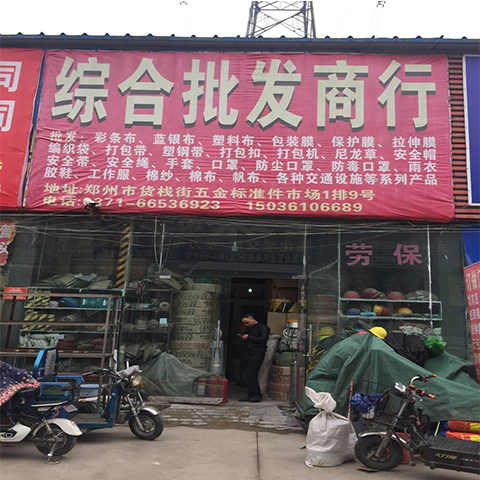 司
司
综合批发商行
批发：彩条布、蓝银布、塑料布、包装膜、保护膜、拉伸膜
编织袋、打包带、塑钢带、打包扣、打包机、尼龙草、安全帽
安全带、安全绳、手套、口罩、防尘口罩、防毒口罩、雨衣
胶鞋、工作服、棉纱、棉布、帆布、各种交通设施等系列产品
地址：郑州市货栈街五金标准件市场1排9号
电话：0371-66536923 15036106689
劳保